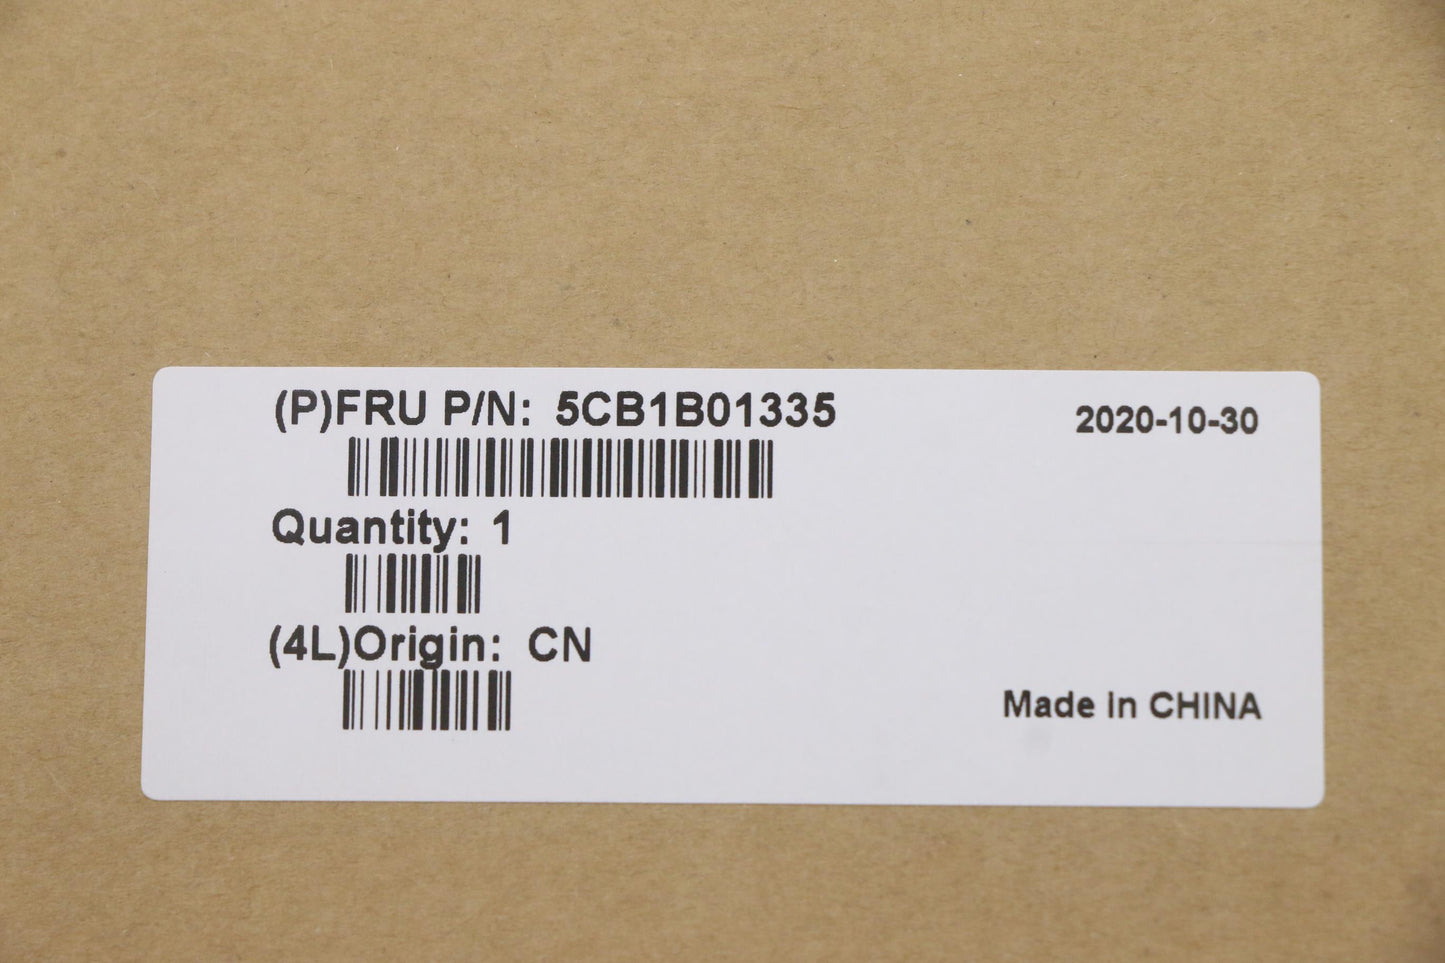 (P)FRU P/N: 5CB1B01335
2020-10-30
Quantity: 1
(4L)Origin: CN
Made In CHINA